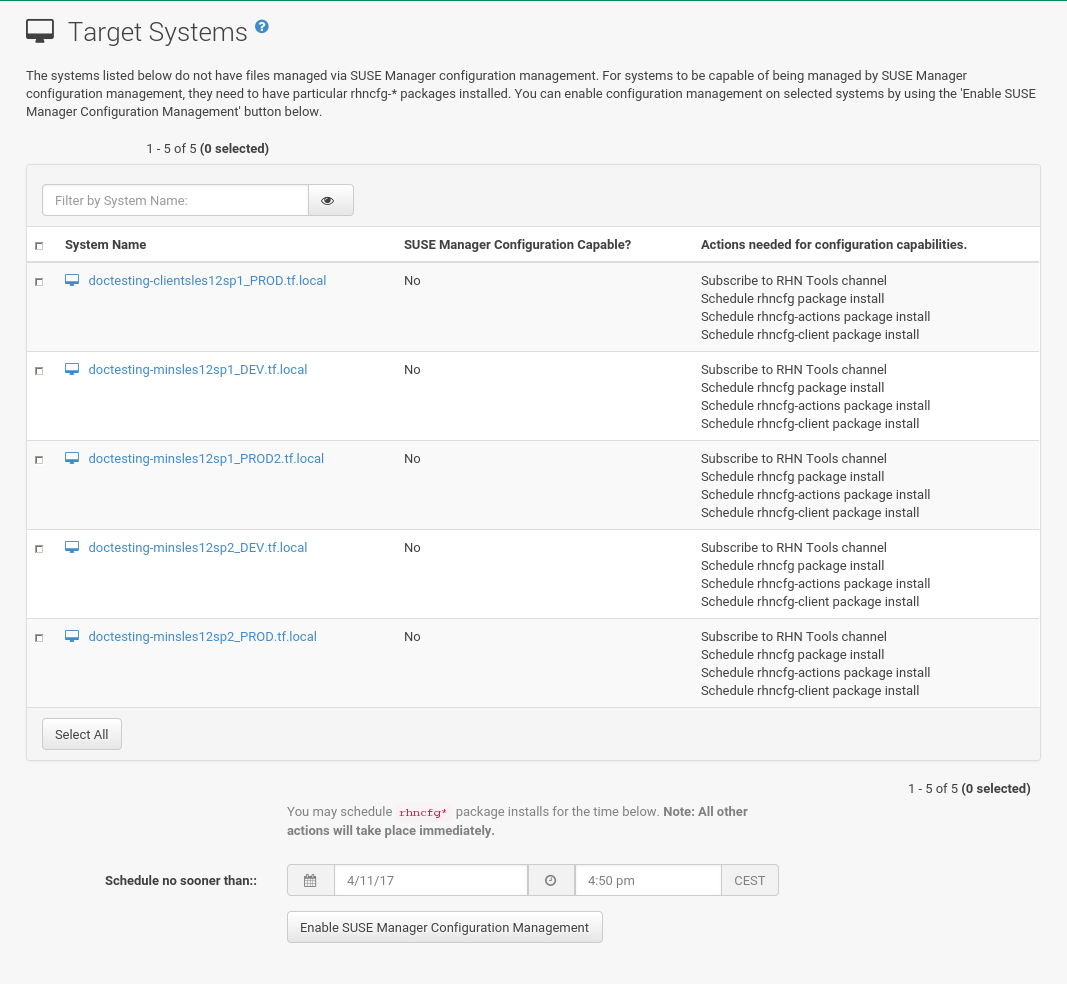 Target Systems ?
The systems listed below do not have files managed via SUSE Manager configuration management. For systems to be capable of being managed by SUSE Manager
configuration management, they need to have particular rhncfg-* packages installed. You can enable configuration management on selected systems by using the 'Enable SUSE
Manager Configuration Management' button below.
1 - 5 of 5 (0 selected)
Filter by System Name:
System Name SUSE Manager Configuration Capable? Actions needed for configuration capabilities.
doctesting-clientsles12sp1_PROD.tf.local No Subscribe to RHN Tools channel
Schedule rhncfg package install
Schedule rhncfg-actions package install
Schedule rhncfg-client package install
doctesting-minsles12sp1_DEV.tf.local No Subscribe to RHN Tools channel
Schedule rhncfg package install
Schedule rhncfg-actions package install
Schedule rhncfg-client package install
doctesting-minsles12sp1_PROD2.tf.local No Subscribe to RHN Tools channel
Schedule rhncfg package install
Schedule rhncfg-actions package install
Schedule rhncfg-client package install
doctesting-minsles12sp2_DEV.tf.local No Subscribe to RHN Tools channel
Schedule rhncfg package install
Schedule rhncfg-actions package install
Schedule rhncfg-client package install
doctesting-minsles12sp2_PROD.tf.local No Subscribe to RHN Tools channel
Schedule rhncfg package install
Schedule rhncfg-actions package install
Schedule rhncfg-client package install
Select All
1 - 5 of 5 (0 selected)
You may schedule rhncfg* package installs for the time below. Note: All other
actions will take place immediately.
Schedule no sooner than:: 4/11/17 4:50 pm CEST
Enable SUSE Manager Configuration Management